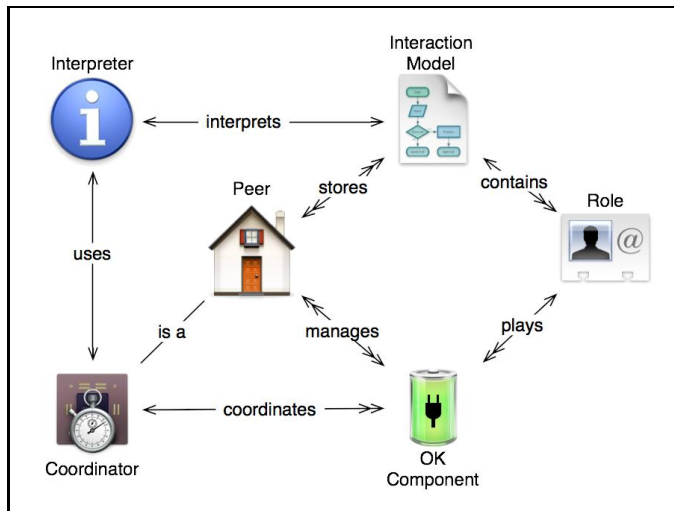 Interaction
Model
Interpreter
interprets
Peer
stores
contains
Role
@
uses
is a
manages
plays
coordinates
Coordinator
OK
Component